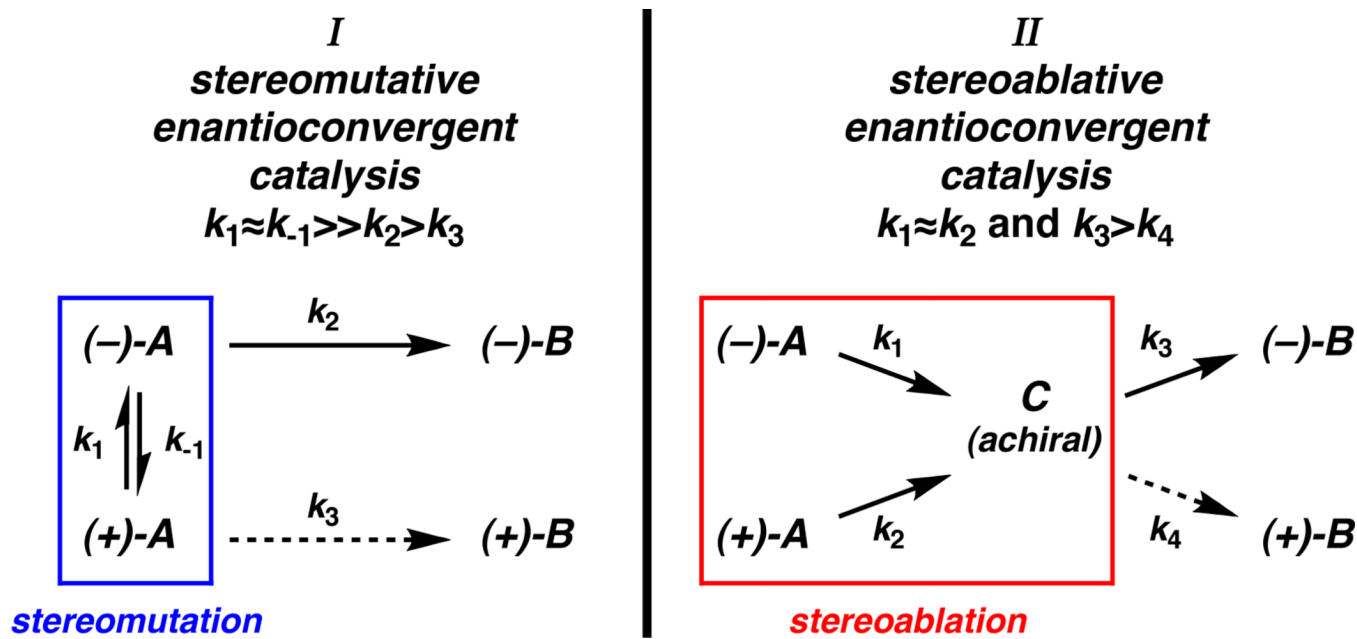 I
stereomutative
enantioconvergent
catalysis
k₁≈k₋₁>>k₂>k₃
(–)-A
k₂
(–)-B
k₁
k₋₁
(+)-A
k₃
(+)-B
stereomutation
II
stereoablative
enantioconvergent
catalysis
k₁≈k₂ and k₃>k₄
(–)-A
k₁
C
(achiral)
k₃
(–)-B
(+)-A
k₂
k₄
(+)-B
stereoablation